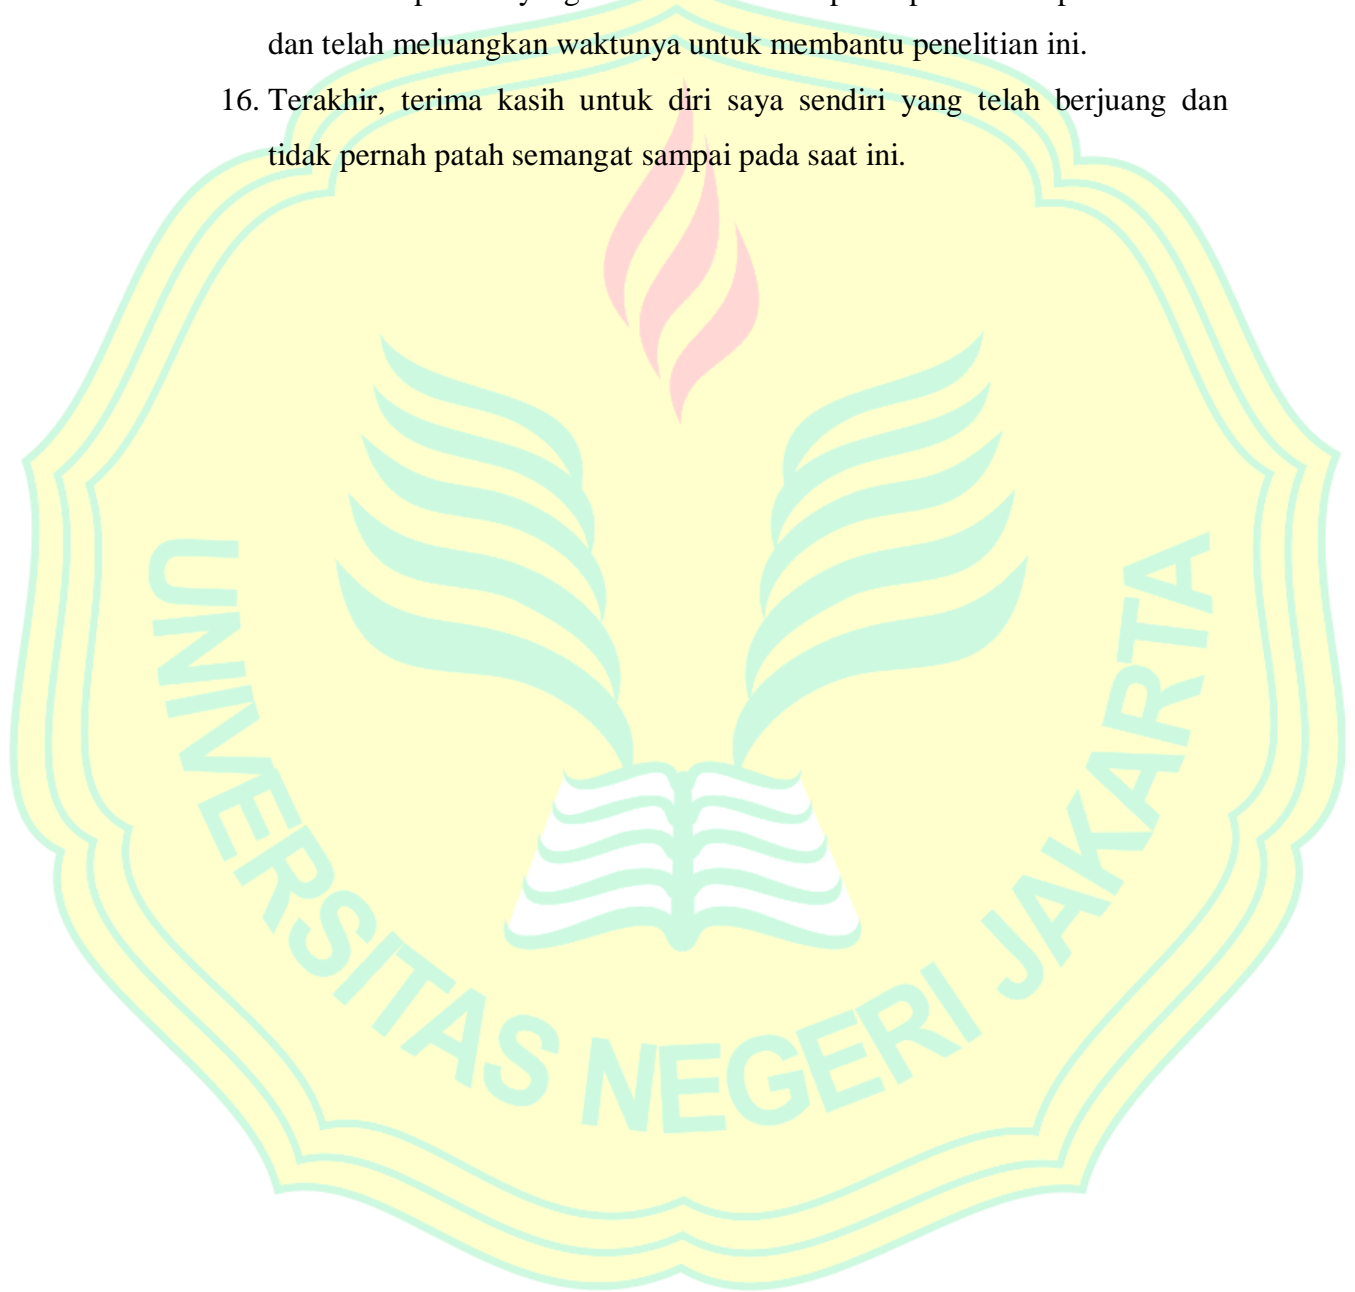 dan telah meluangkan waktunya untuk membantu penelitian ini.
16. Terakhir, terima kasih untuk diri saya sendiri yang telah berjuang dan
tidak pernah patah semangat sampai pada saat ini.
UNIVERSITAS NEGERI JAKARTA